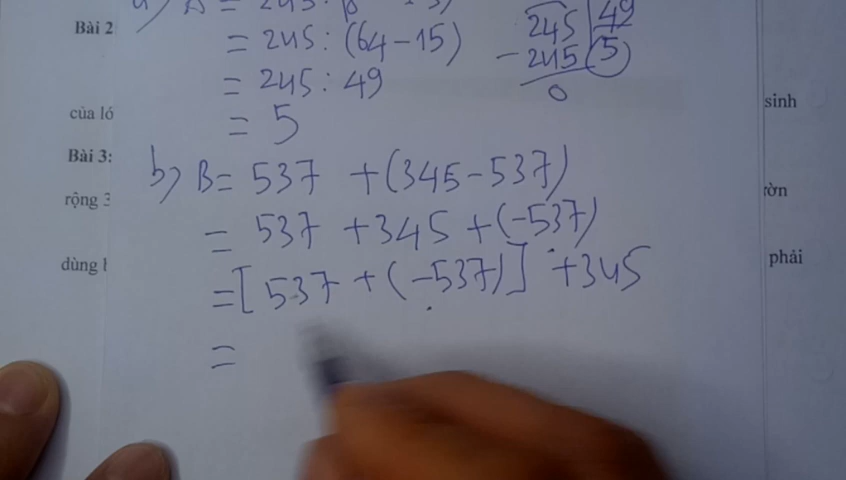 Bài 2
= 245 : (64-15)
= 245 : 49
= 5
245 49
- 245 5
0
của ló
sinh
Bài 3:
b) B = 537 + (345-537)
rộng 3
= 537 + 345 + (-537)
dùng
phải
= [537 + (-537)] + 345
=